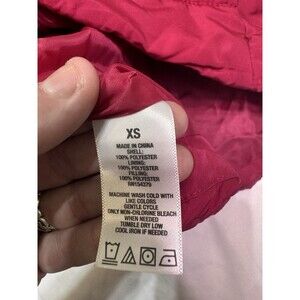 XS
MADE IN CHINA
SHELL:
100% POLYESTER
LINING:
100% POLYESTER
FILLING:
100% POLYESTER
RN154379
MACHINE WASH COLD WITH
LIKE COLORS
GENTLE CYCLE
ONLY NON-CHLORINE BLEACH
WHEN NEEDED
TUMBLE DRY LOW
COOL IRON IF NEEDED